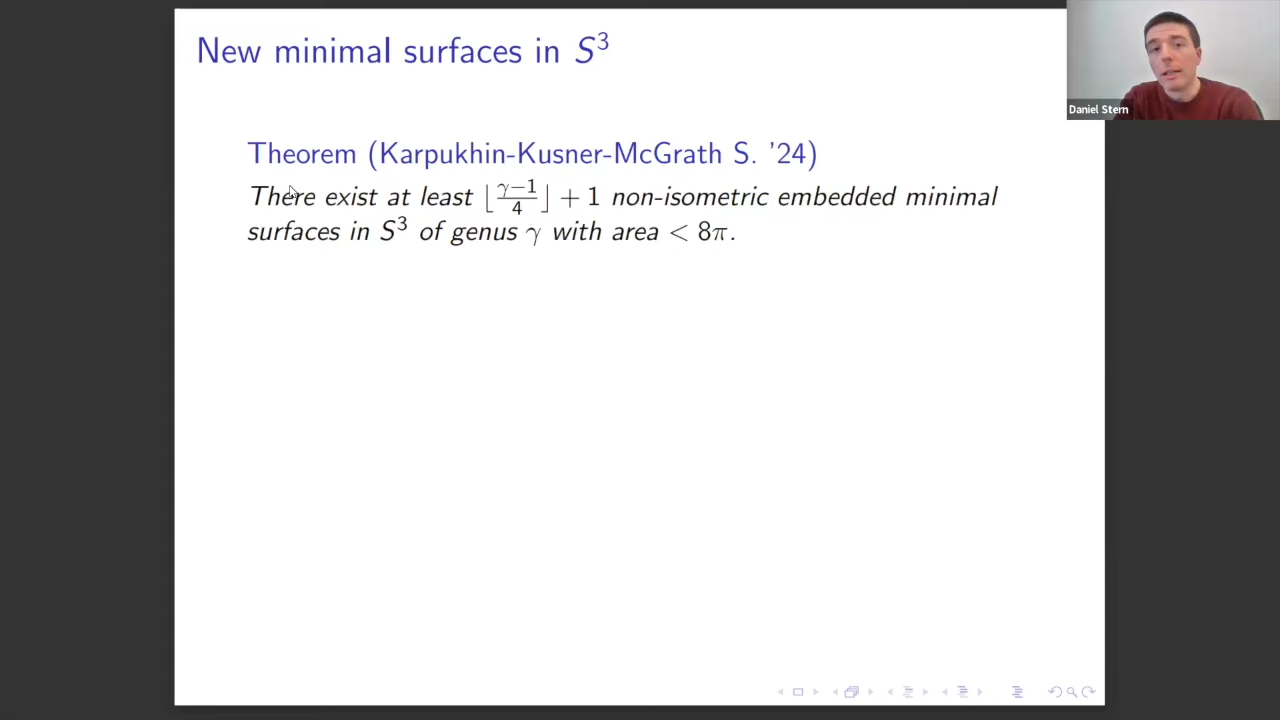 New minimal surfaces in S³
Daniel Stern
Theorem (Karpukhin-Kusner-McGrath S. '24)
There exist at least ⌊(γ−1)/4⌋ + 1 non-isometric embedded minimal
surfaces in S³ of genus γ with area < 8π.